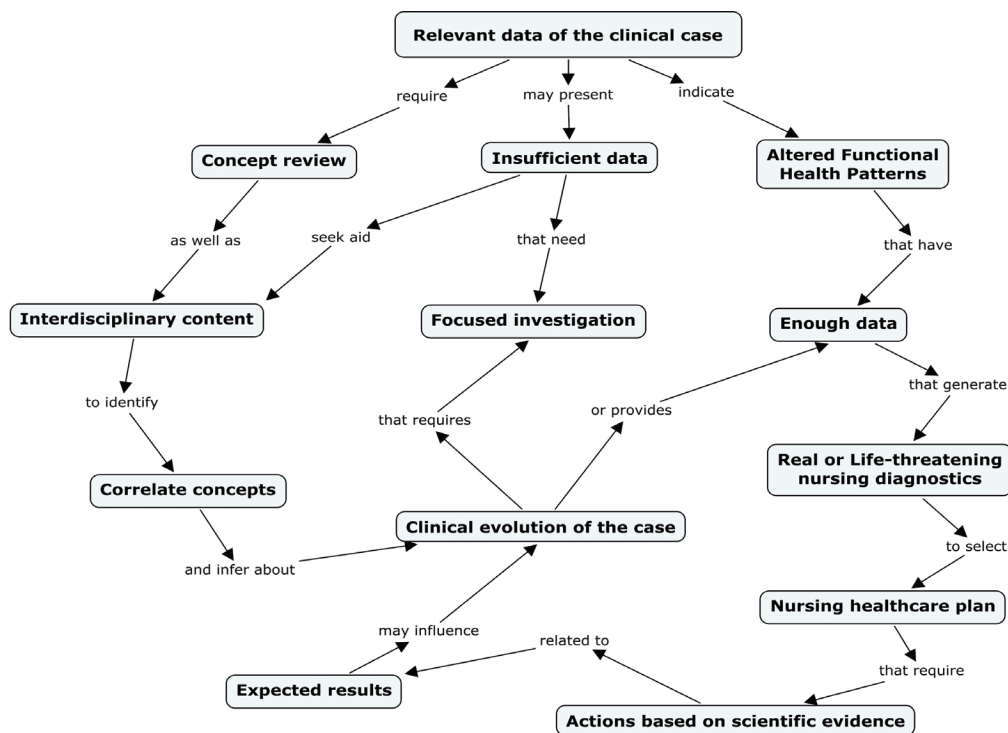 Relevant data of the clinical case
require
may present
indicate
Concept review
Insufficient data
Altered Functional
Health Patterns
as well as
seek aid
that need
that have
Interdisciplinary content
Focused investigation
Enough data
to identify
that requires
or provides
that generate
Correlate concepts
Real or Life-threatening
nursing diagnostics
Clinical evolution of the case
and infer about
to select
Nursing healthcare plan
may influence
related to
that require
Expected results
Actions based on scientific evidence